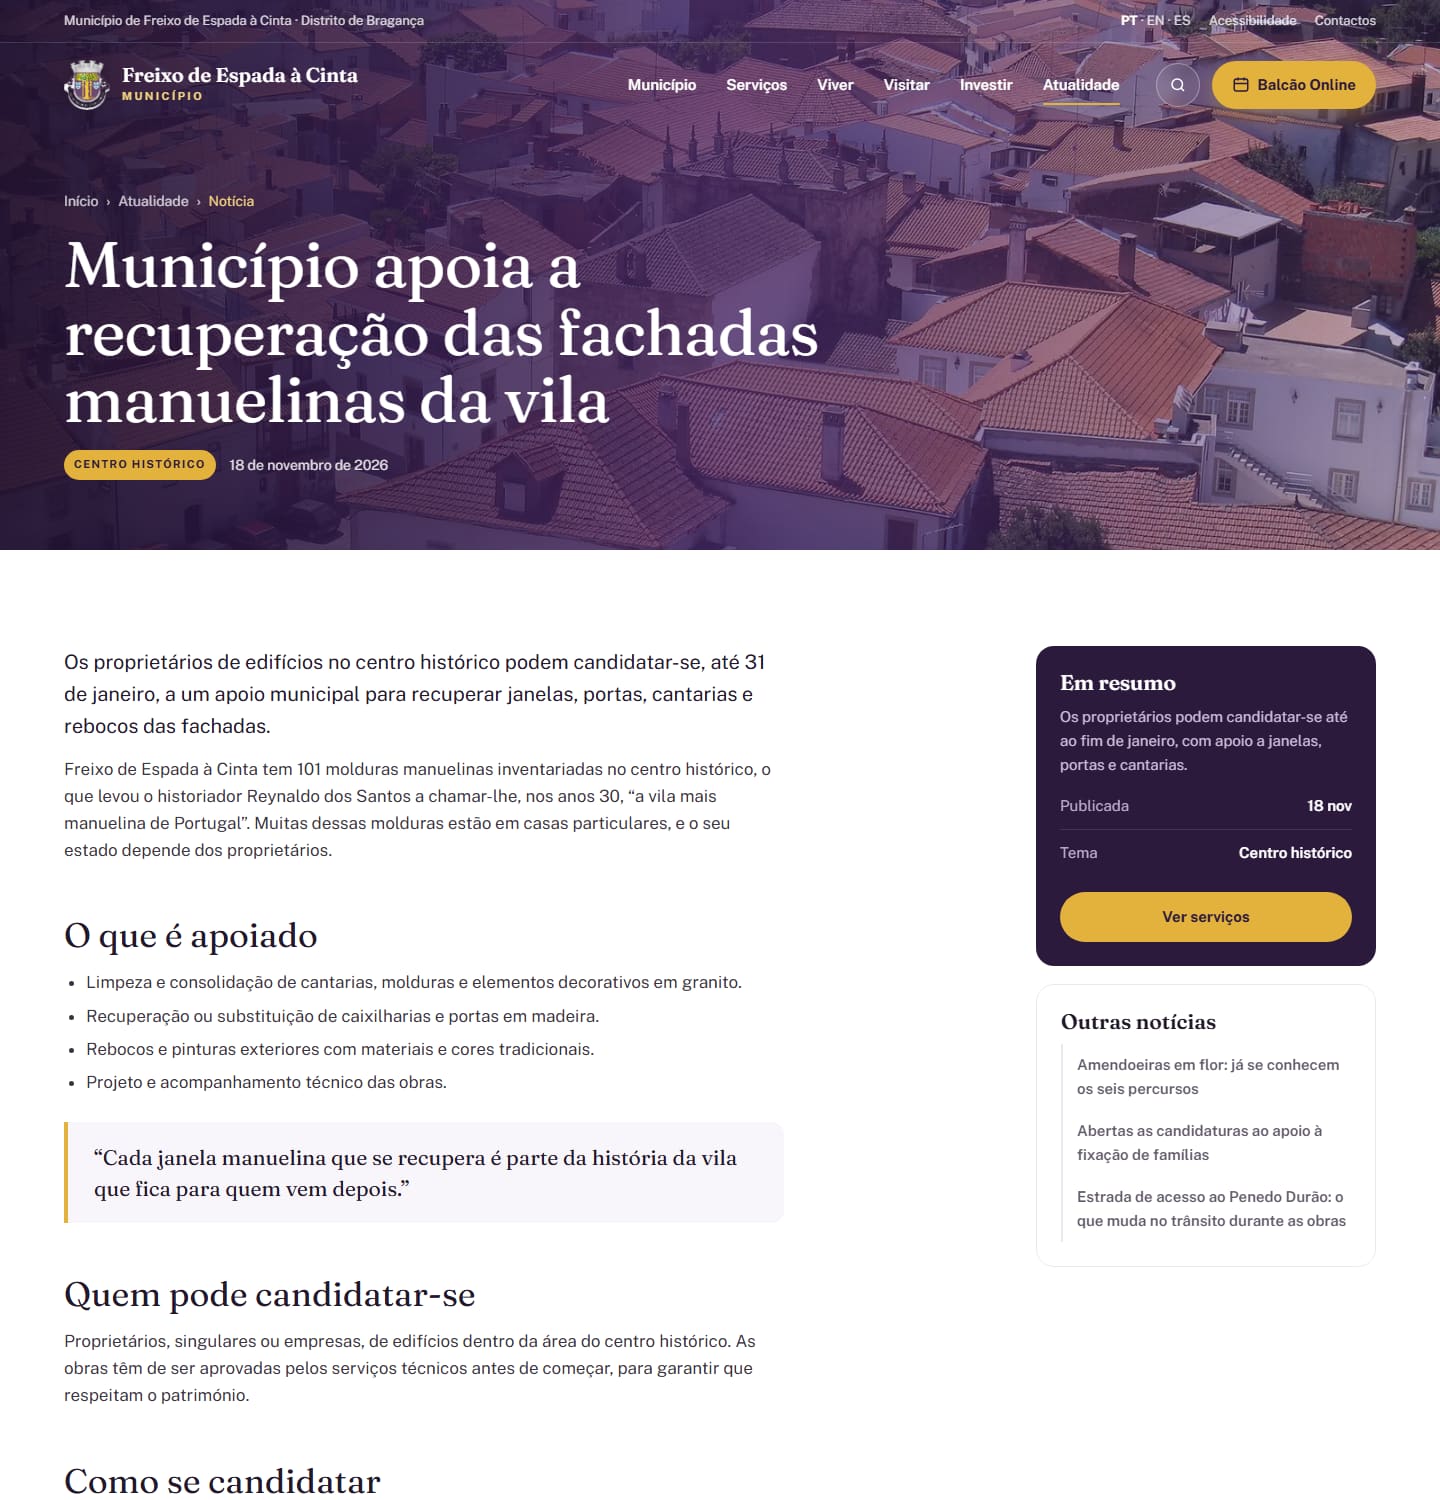 Município de Freixo de Espada à Cinta · Distrito de Bragança
PT · EN · ES Acessibilidade Contactos
Freixo de Espada à Cinta
MUNICÍPIO
Município Serviços Viver Visitar Investir Atualidade Balcão Online
Início › Atualidade › Notícia
Município apoia a
recuperação das fachadas
manuelinas da vila
CENTRO HISTÓRICO 18 de novembro de 2026
Os proprietários de edifícios no centro histórico podem candidatar-se, até 31
de janeiro, a um apoio municipal para recuperar janelas, portas, cantarias e
rebocos das fachadas.
Freixo de Espada à Cinta tem 101 molduras manuelinas inventariadas no centro histórico, o
que levou o historiador Reynaldo dos Santos a chamar-lhe, nos anos 30, “a vila mais
manuelina de Portugal”. Muitas dessas molduras estão em casas particulares, e o seu
estado depende dos proprietários.
O que é apoiado
• Limpeza e consolidação de cantarias, molduras e elementos decorativos em granito.
• Recuperação ou substituição de caixilharias e portas em madeira.
• Rebocos e pinturas exteriores com materiais e cores tradicionais.
• Projeto e acompanhamento técnico das obras.
“Cada janela manuelina que se recupera é parte da história da vila
que fica para quem vem depois.”
Quem pode candidatar-se
Proprietários, singulares ou empresas, de edifícios dentro da área do centro histórico. As
obras têm de ser aprovadas pelos serviços técnicos antes de começar, para garantir que
respeitam o património.
Como se candidatar
Em resumo
Os proprietários podem candidatar-se até
ao fim de janeiro, com apoio a janelas,
portas e cantarias.
Publicada 18 nov
Tema Centro histórico
Ver serviços
Outras notícias
Amendoeiras em flor: já se conhecem
os seis percursos
Abertas as candidaturas ao apoio à
fixação de famílias
Estrada de acesso ao Penedo Durão: o
que muda no trânsito durante as obras